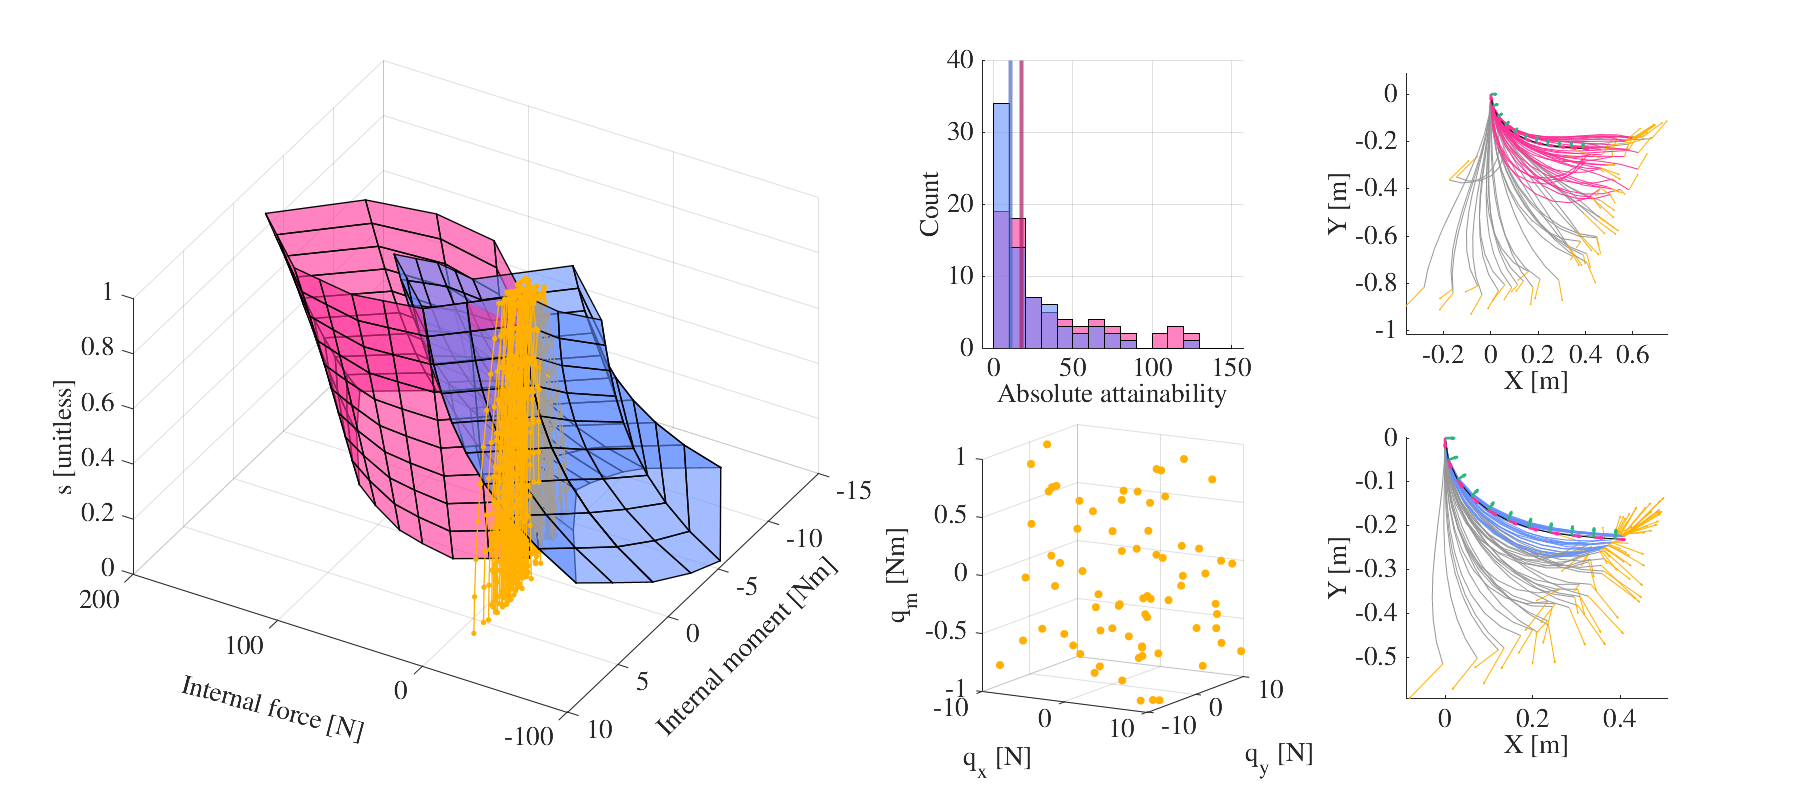 1
0.8
0.6
0.4
0.2
0
s [unitless]
200
100
0
-100
Internal force [N]
10
5
0
-5
-10
-15
Internal moment [Nm]
40
30
20
10
0
Count
0 50 100 150
Absolute attainability
1
0.5
0
-0.5
-1
q_m [Nm]
-10 0 10
q_x [N]
-10 0 10
q_y [N]
0
-0.2
-0.4
-0.6
-0.8
-1
Y [m]
-0.2 0 0.2 0.4 0.6
X [m]
0
-0.1
-0.2
-0.3
-0.4
-0.5
Y [m]
0 0.2 0.4
X [m]